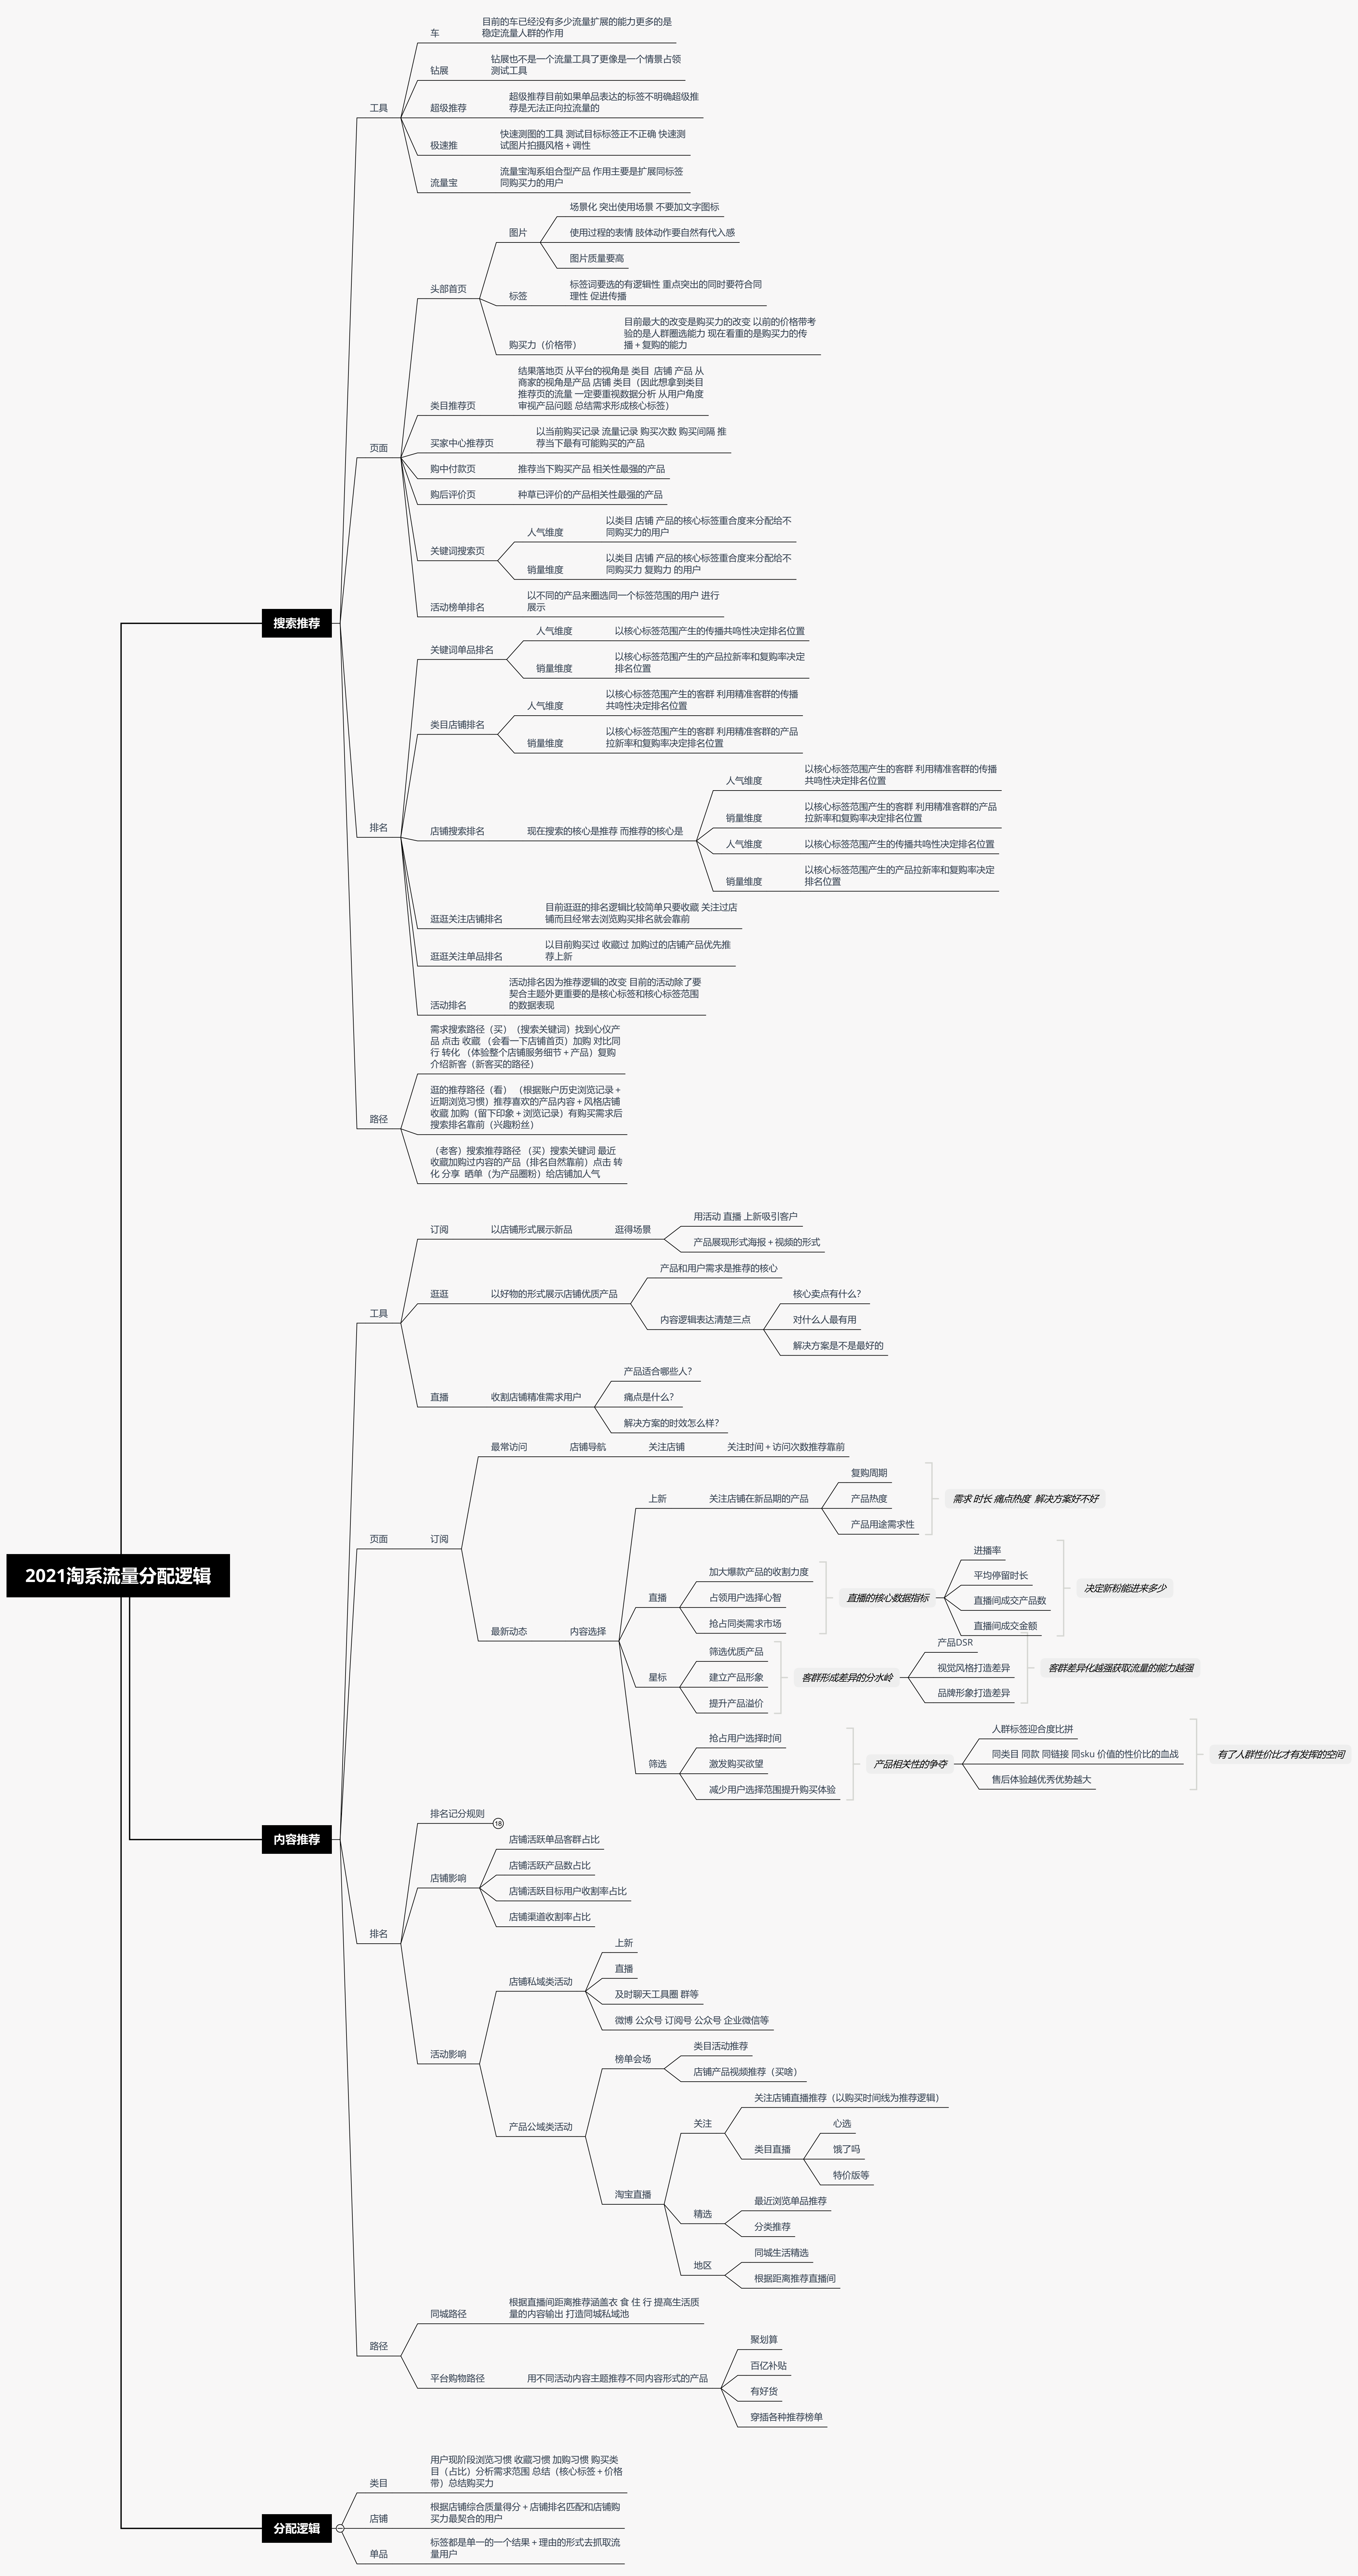 目前的车已经没有多少流量扩展的能力更多的是
车
稳定流量人群的作用
钻展也不是一个流量工具了更像是一个情景占领
钻展
测试工具
工具
超级推荐目前如果单品表达的标签不明确超级推
超级推荐
荐是无法正向拉流量的
快速测图的工具 测试目标标签正不正确 快速测
极速推
试图片拍摄风格 + 调性
流量宝淘系组合型产品 作用主要是扩展同标签
流量宝
同购买力的用户
场景化 突出使用场景 不要加文字图标
图片
使用过程的表情 肢体动作要自然有代入感
图片质量要高
头部首页
标签词要选的有逻辑性 重点突出的同时要符合同
标签
理性 促进传播
目前最大的改变是购买力的改变 以前的价格带考
验的是人群圈选能力 现在看重的是购买力的传
购买力（价格带）
播 + 复购的能力
结果落地页 从平台的视角是 类目 店铺 产品 从
商家的视角是产品 店铺 类目（因此想拿到类目
推荐页的流量 一定要重视数据分析 从用户角度
类目推荐页
审视产品问题 总结需求形成核心标签）
页面
以当前购买记录 流量记录 购买次数 购买间隔 推
买家中心推荐页
荐当下最有可能购买的产品
购中付款页
推荐当下购买产品 相关性最强的产品
购后评价页
种草已评价的产品相关性最强的产品
关键词搜索页
人气维度
以类目 店铺 产品的核心标签重合度来分配给不
同购买力的用户
销量维度
以类目 店铺 产品的核心标签重合度来分配给不
同购买力 复购力 的用户
活动榜单排名
以不同的产品来圈选同一个标签范围的用户 进行
展示
搜索推荐
关键词单品排名
人气维度
以核心标签范围产生的传播共鸣性决定排名位置
销量维度
以核心标签范围产生的产品拉新率和复购率决定
排名位置
类目店铺排名
人气维度
以核心标签范围产生的客群 利用精准客群的传播
共鸣性决定排名位置
销量维度
以核心标签范围产生的客群 利用精准客群的产品
拉新率和复购率决定排名位置
排名
店铺搜索排名
现在搜索的核心是推荐 而推荐的核心是
人气维度
以核心标签范围产生的客群 利用精准客群的传播
共鸣性决定排名位置
销量维度
以核心标签范围产生的客群 利用精准客群的产品
拉新率和复购率决定排名位置
人气维度
以核心标签范围产生的传播共鸣性决定排名位置
销量维度
以核心标签范围产生的产品拉新率和复购率决定
排名位置
逛逛关注店铺排名
目前逛逛的排名逻辑比较简单只要收藏 关注过店
铺而且经常去浏览购买排名就会靠前
逛逛关注单品排名
以目前购买过 收藏过 加购过的店铺产品优先推
荐上新
活动排名
活动排名因为推荐逻辑的改变 目前的活动除了要
契合主题外更重要的是核心标签和核心标签范围
的数据表现
路径
需求搜索路径（买）（搜索关键词）找到心仪产
品 点击 收藏 （会看一下店铺首页）加购 对比同
行 转化 （体验整个店铺服务细节 + 产品）复购
介绍新客（新客买的路径）
逛的推荐路径（看） （根据账户历史浏览记录 +
近期浏览习惯）推荐喜欢的产品内容 + 风格店铺
收藏 加购（留下印象 + 浏览记录）有购买需求后
搜索排名靠前（兴趣粉丝）
（老客）搜索推荐路径 （买）搜索关键词 最近
收藏加购过内容的产品（排名自然靠前）点击 转
化 分享 晒单（为产品圈粉）给店铺加人气
工具
订阅
以店铺形式展示新品
逛得场景
用活动 直播 上新吸引客户
产品展现形式海报 + 视频的形式
逛逛
以好物的形式展示店铺优质产品
产品和用户需求是推荐的核心
内容逻辑表达清楚三点
核心卖点有什么？
对什么人最有用
解决方案是不是最好的
直播
收割店铺精准需求用户
产品适合哪些人？
痛点是什么？
解决方案的时效怎么样？
页面
订阅
最常访问
店铺导航
关注店铺
关注时间 + 访问次数推荐靠前
最新动态
内容选择
上新
关注店铺在新品期的产品
复购周期
产品热度
产品用途需求性
需求 时长 痛点热度 解决方案好不好
直播
加大爆款产品的收割力度
占领用户选择心智
抢占同类需求市场
直播的核心数据指标
进播率
平均停留时长
直播间成交产品数
直播间成交金额
决定新粉能进来多少
星标
筛选优质产品
建立产品形象
提升产品溢价
客群形成差异的分水岭
产品DSR
视觉风格打造差异
品牌形象打造差异
客群差异化越强获取流量的能力越强
筛选
抢占用户选择时间
激发购买欲望
减少用户选择范围提升购买体验
产品相关性的争夺
人群标签迎合度比拼
同类目 同款 同链接 同sku 价值的性价比的血战
售后体验越优秀优势越大
有了人群性价比才有发挥的空间
2021淘系流量分配逻辑
内容推荐
排名
排名记分规则
18
店铺影响
店铺活跃单品客群占比
店铺活跃产品数占比
店铺活跃目标用户收割率占比
店铺渠道收割率占比
活动影响
店铺私域类活动
上新
直播
及时聊天工具圈 群等
微博 公众号 订阅号 公众号 企业微信等
产品公域类活动
榜单会场
类目活动推荐
店铺产品视频推荐（买啥）
淘宝直播
关注
关注店铺直播推荐（以购买时间线为推荐逻辑）
类目直播
心选
饿了吗
特价版等
精选
最近浏览单品推荐
分类推荐
地区
同城生活精选
根据距离推荐直播间
路径
同城路径
根据直播间距离推荐涵盖衣 食 住 行 提高生活质
量的内容输出 打造同城私域池
平台购物路径
用不同活动内容主题推荐不同内容形式的产品
聚划算
百亿补贴
有好货
穿插各种推荐榜单
分配逻辑
类目
用户现阶段浏览习惯 收藏习惯 加购习惯 购买类
目（占比）分析需求范围 总结（核心标签 + 价格
带）总结购买力
店铺
根据店铺综合质量得分 + 店铺排名匹配和店铺购
买力最契合的用户
单品
标签都是单一的一个结果 + 理由的形式去抓取流
量用户